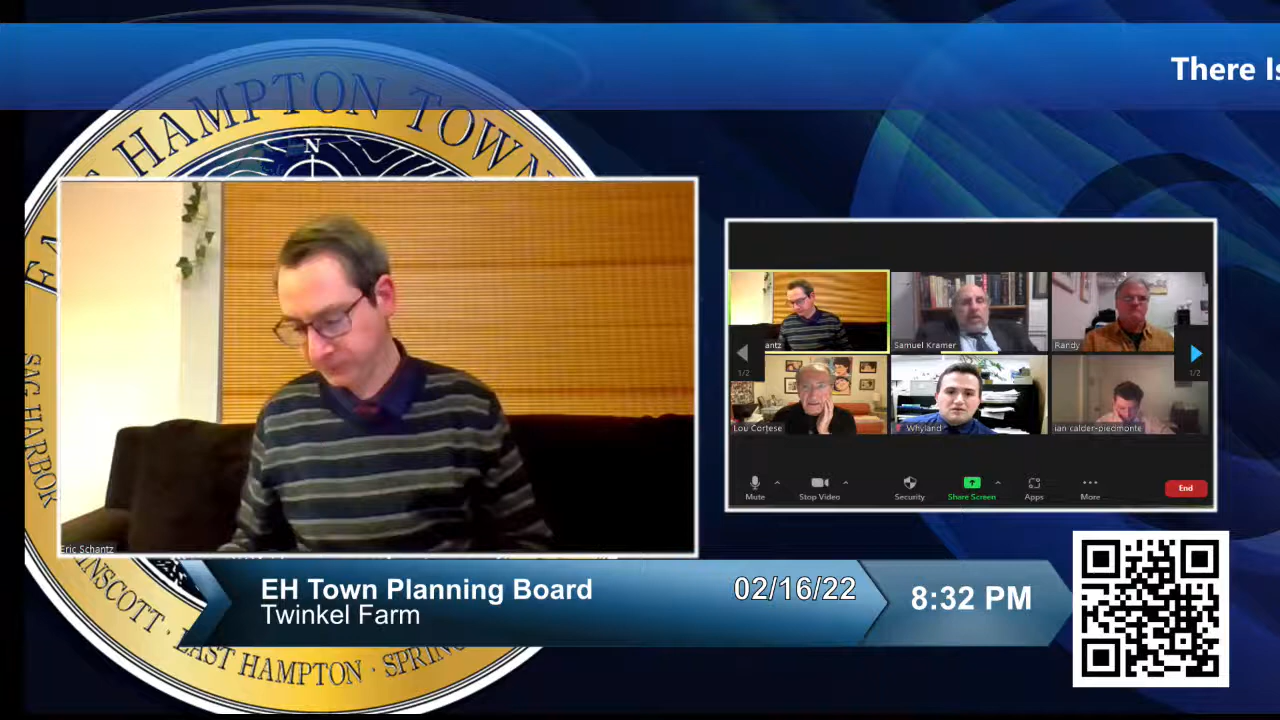 There Is
HAMPTON TOWN
N
SAG HARBOR
EAST HAMPTON
Eric Schantz
antz
Samuel Kramer
Randy
1/2
1/2
Lou Cortese
Whyland
ian calder-piedmonte
Mute
Stop Video
Security
Share Screen
Apps
More
End
EH Town Planning Board
02/16/22
8:32 PM
Twinkel Farm